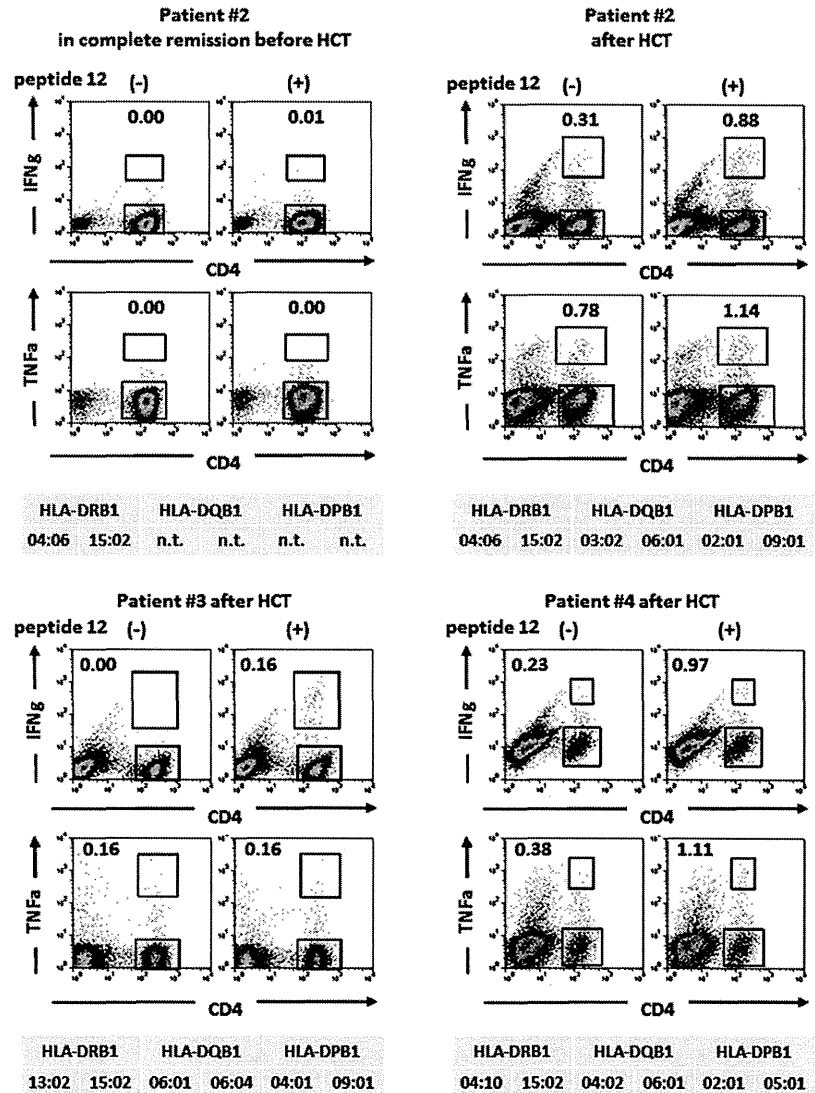 Patient #2
in complete remission before HCT
peptide 12 (-) (+)
0.00 0.01
IFNg
CD4
0.00 0.00
TNFa
CD4
HLA-DRB1 HLA-DQB1 HLA-DPB1
04:06 15:02 n.t. n.t. n.t. n.t.
Patient #2
after HCT
peptide 12 (-) (+)
0.31 0.88
IFNg
CD4
0.78 1.14
TNFa
CD4
HLA-DRB1 HLA-DQB1 HLA-DPB1
04:06 15:02 03:02 06:01 02:01 09:01
Patient #3 after HCT
peptide 12 (-) (+)
0.00 0.16
IFNg
CD4
0.16 0.16
TNFa
CD4
HLA-DRB1 HLA-DQB1 HLA-DPB1
13:02 15:02 06:01 06:04 04:01 09:01
Patient #4 after HCT
peptide 12 (-) (+)
0.23 0.97
IFNg
CD4
0.38 1.11
TNFa
CD4
HLA-DRB1 HLA-DQB1 HLA-DPB1
04:10 15:02 04:02 06:01 02:01 05:01